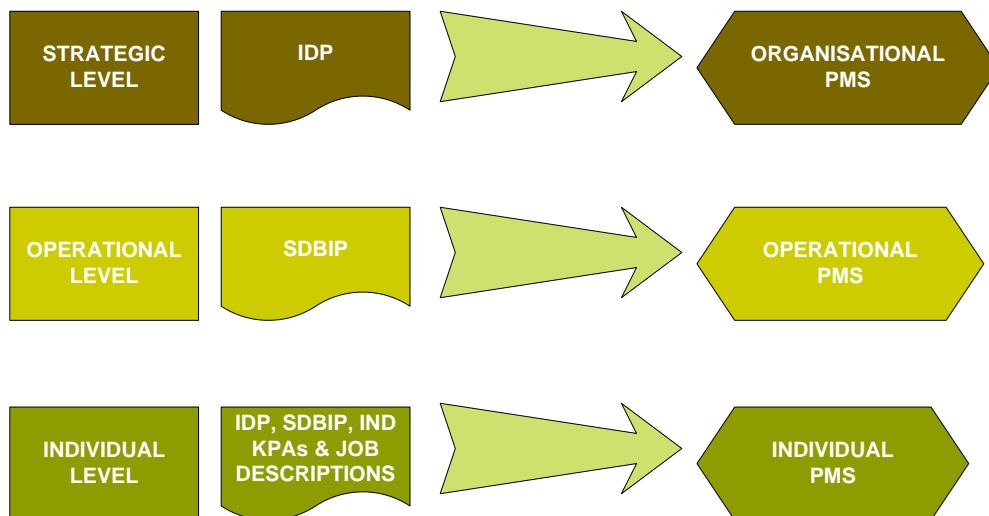 STRATEGIC
LEVEL
IDP
ORGANISATIONAL
PMS
OPERATIONAL
LEVEL
SDBIP
OPERATIONAL
PMS
INDIVIDUAL
LEVEL
IDP, SDBIP, IND
KPAs & JOB
DESCRIPTIONS
INDIVIDUAL
PMS